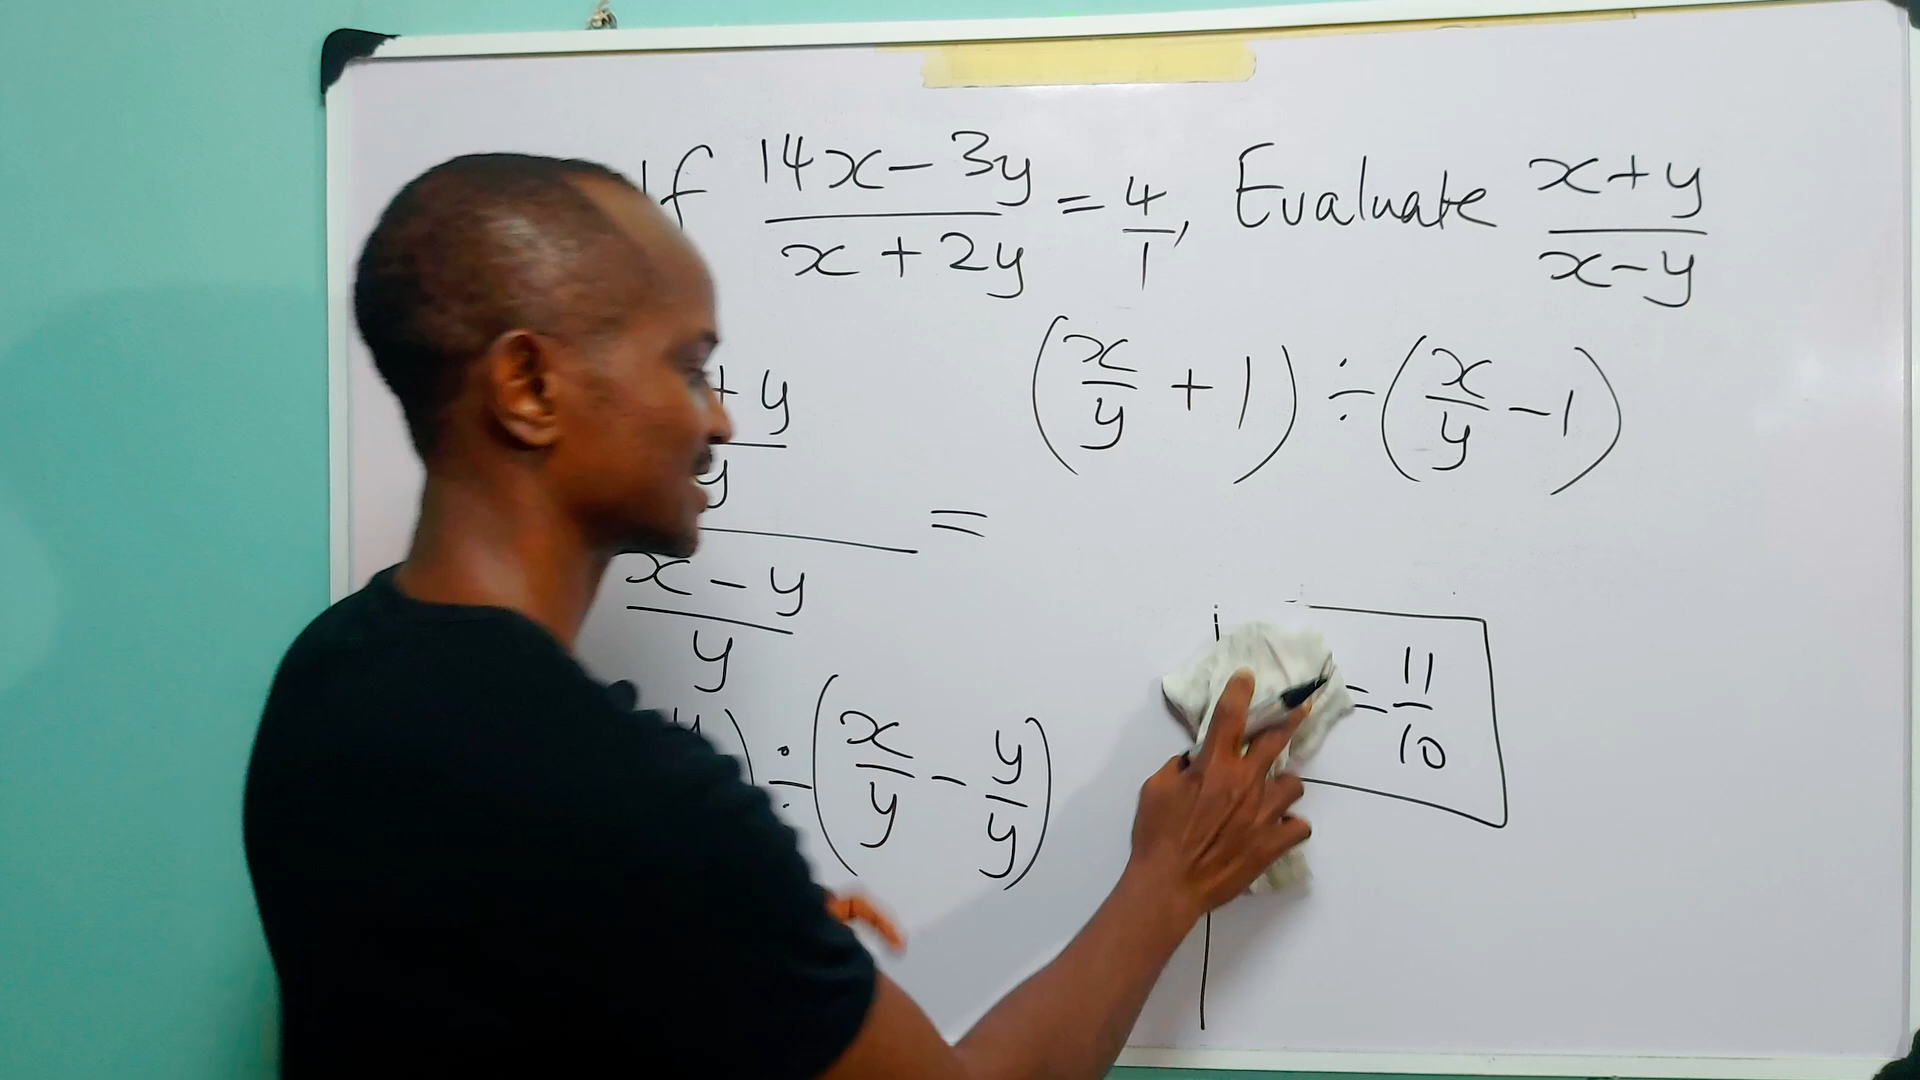 If (14x - 3y)/(x + 2y) = 4/1, Evaluate (x + y)/(x - y)
+ y
y
(x/y + 1) ÷ (x/y - 1)
=
x - y
y
= 11/10
y) ÷ (x/y - y/y)